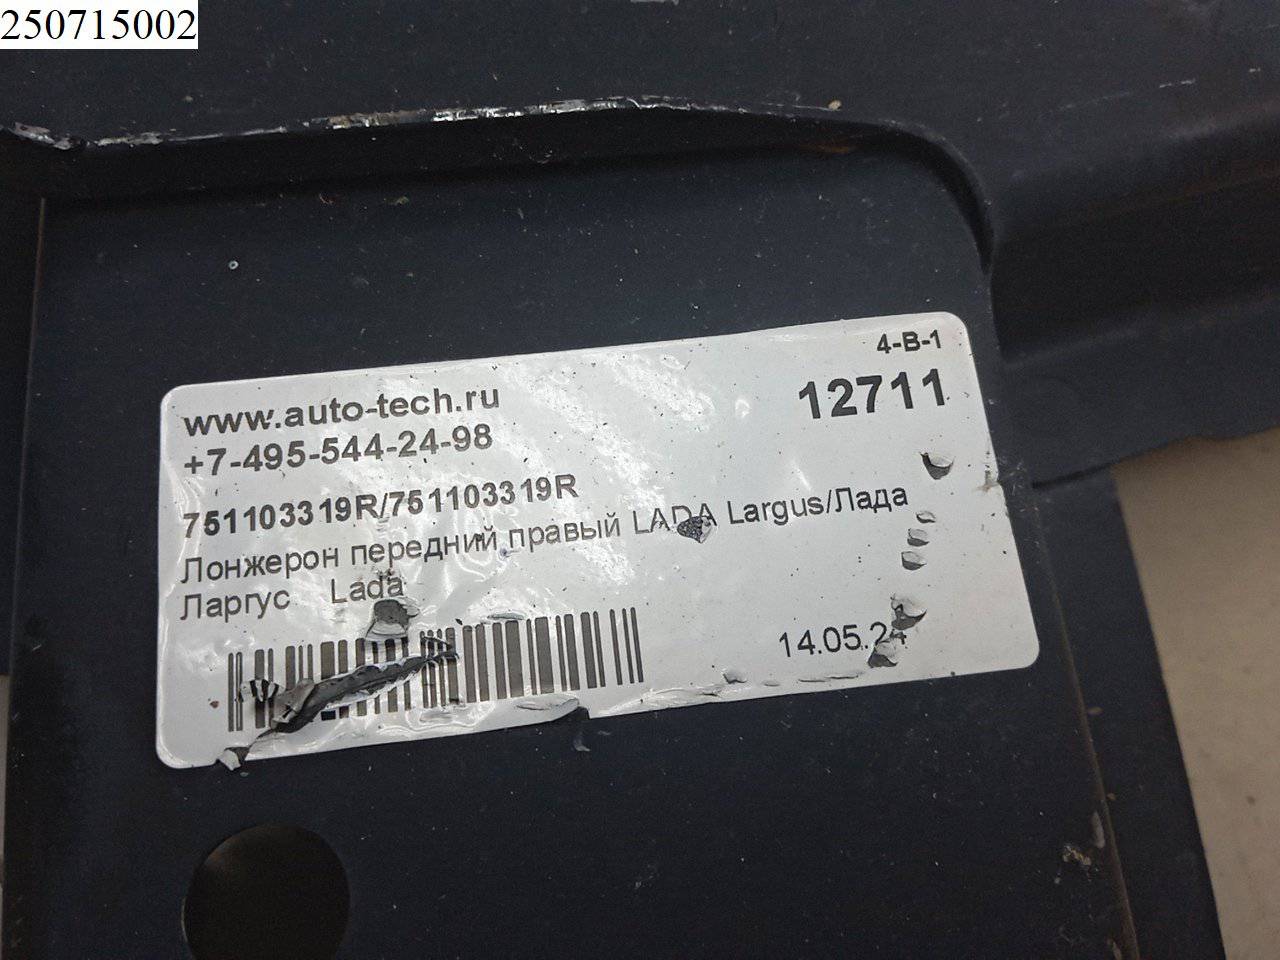 250715002
4-B-1
www.auto-tech.ru
12711
+7-495-544-24-98
751103319R/751103319R
Лонжерон передний правый LADA Largus/Лада
Ларгус Lada
14.05.24